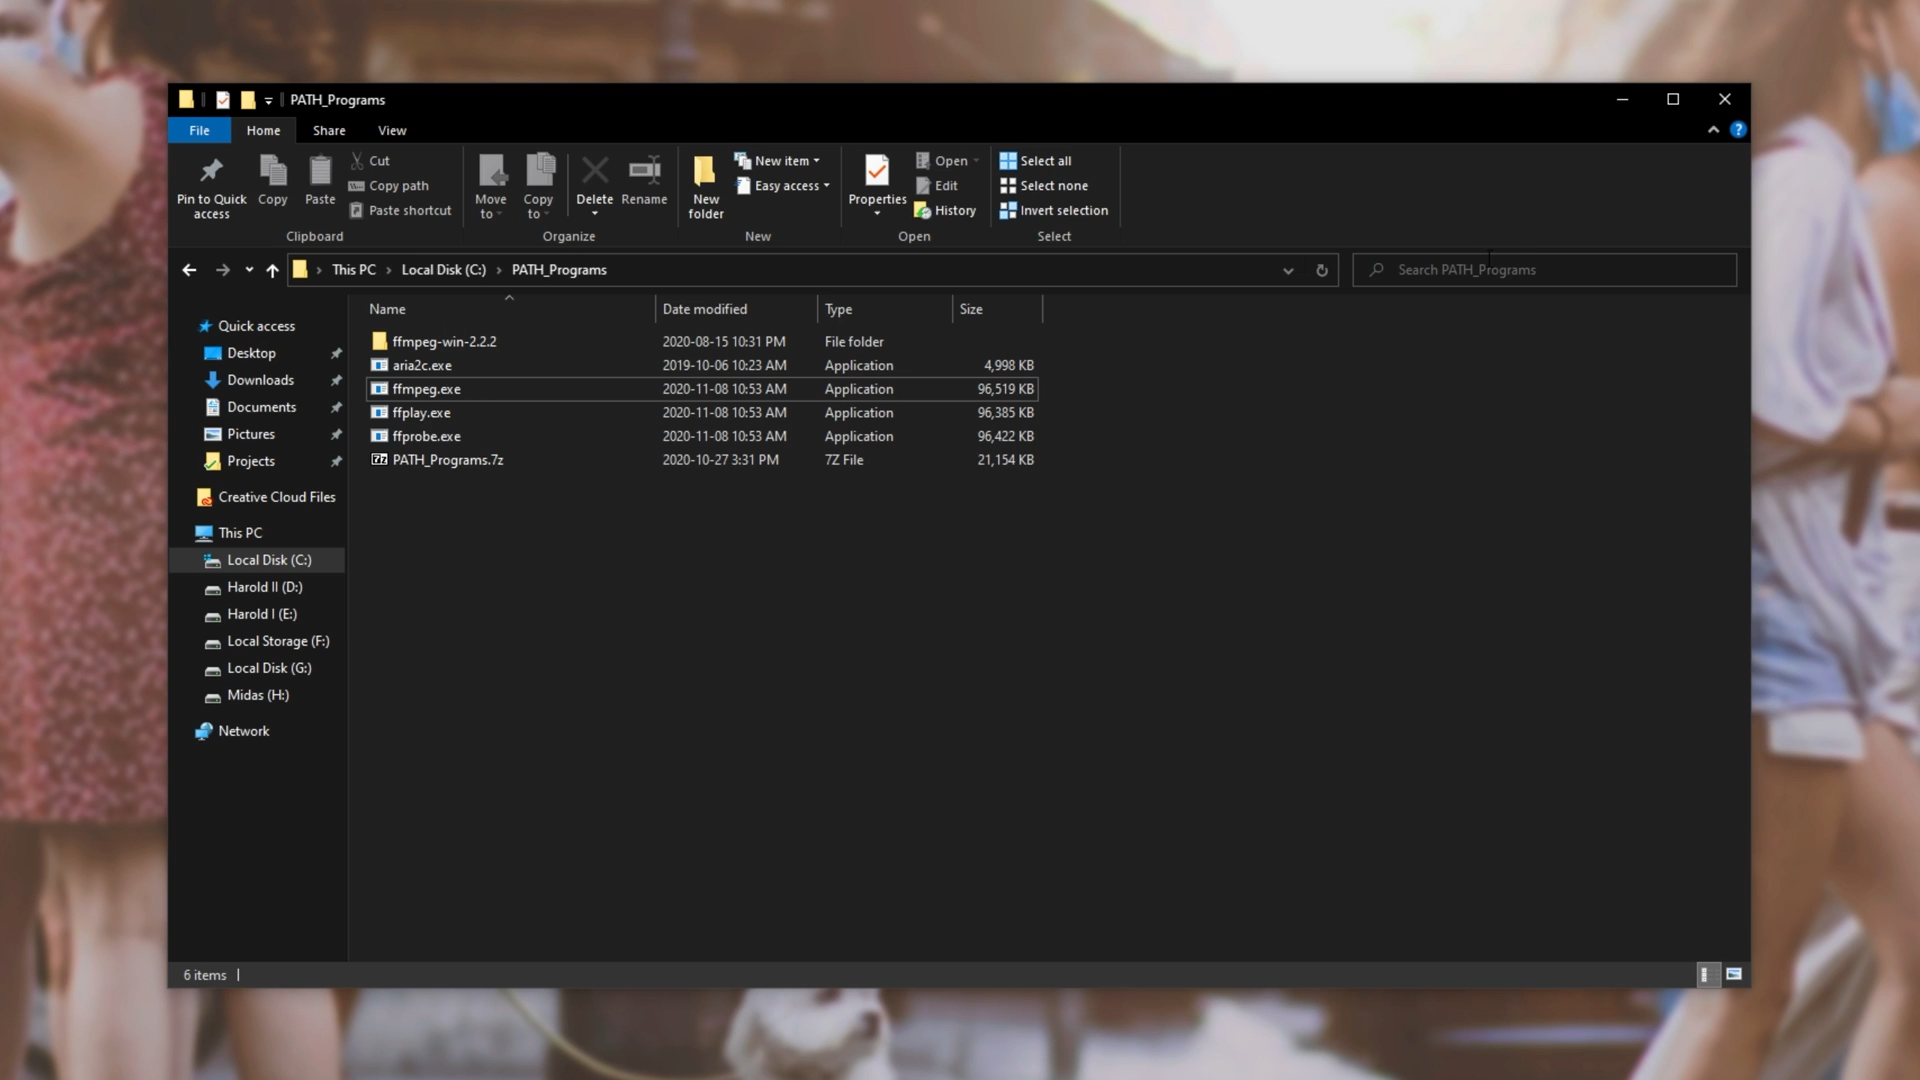 PATH_Programs
File Home Share View
Pin to Quick access
Copy
Paste
Cut
Copy path
Paste shortcut
Clipboard
Move to
Copy to
Delete
Rename
Organize
New folder
New item
Easy access
New
Properties
Open
Edit
History
Open
Select all
Select none
Invert selection
Select
This PC › Local Disk (C:) › PATH_Programs
Search PATH_Programs
Quick access
Desktop
Downloads
Documents
Pictures
Projects
Creative Cloud Files
This PC
Local Disk (C:)
Harold II (D:)
Harold I (E:)
Local Storage (F:)
Local Disk (G:)
Midas (H:)
Network
Name Date modified Type Size
ffmpeg-win-2.2.2 2020-08-15 10:31 PM File folder
aria2c.exe 2019-10-06 10:23 AM Application 4,998 KB
ffmpeg.exe 2020-11-08 10:53 AM Application 96,519 KB
ffplay.exe 2020-11-08 10:53 AM Application 96,385 KB
ffprobe.exe 2020-11-08 10:53 AM Application 96,422 KB
PATH_Programs.7z 2020-10-27 3:31 PM 7Z File 21,154 KB
6 items